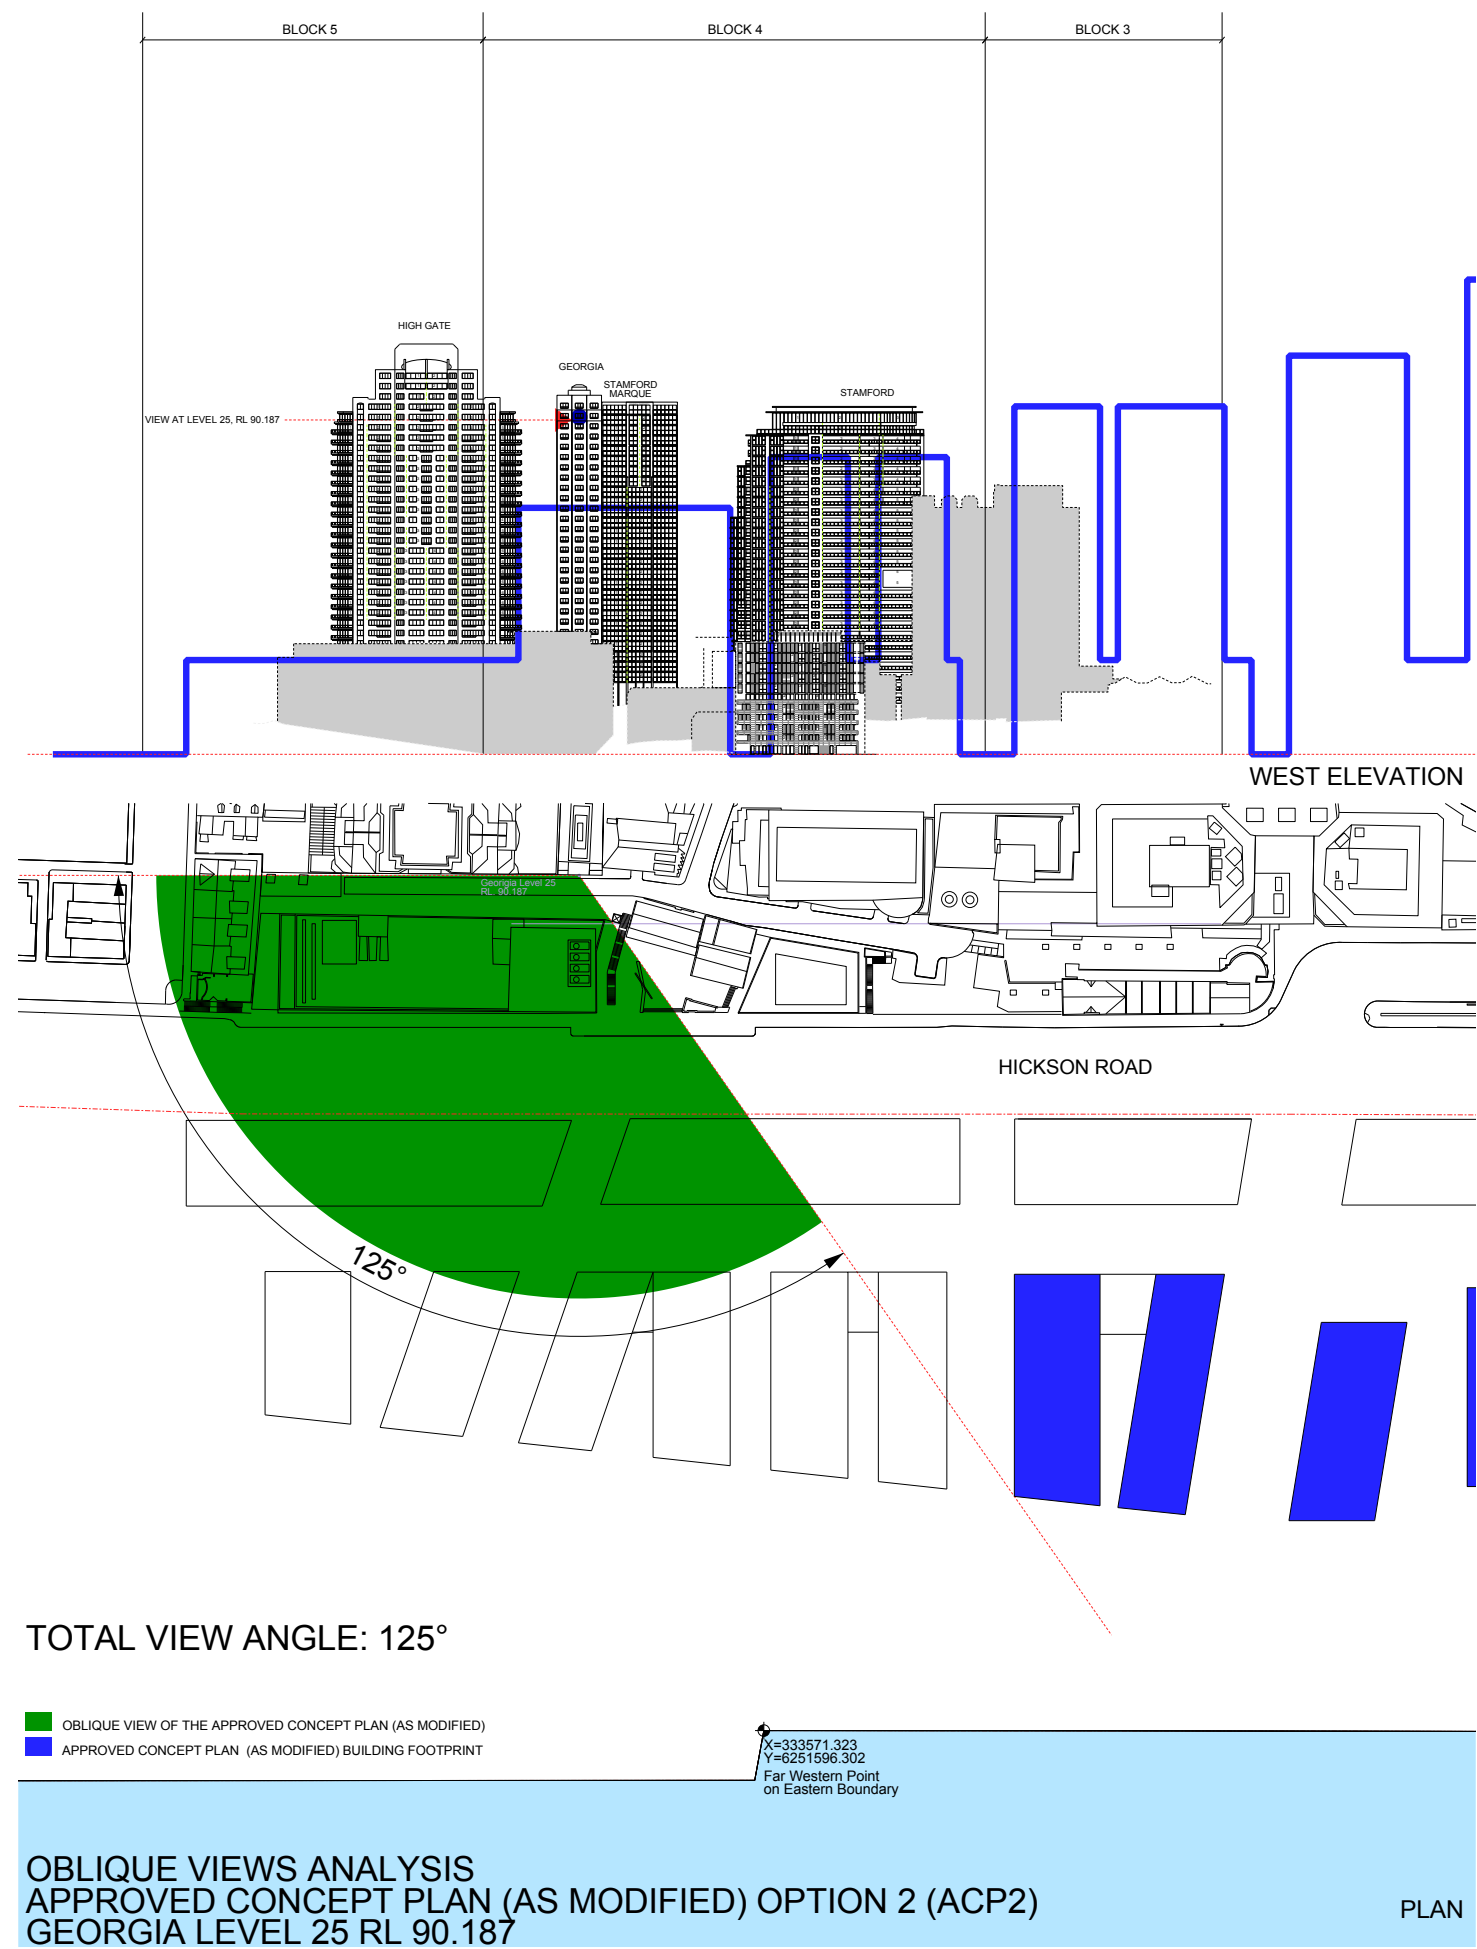 BLOCK 5
BLOCK 4
BLOCK 3
HIGH GATE
GEORGIA
STAMFORD
MARQUE
STAMFORD
VIEW AT LEVEL 25, RL 90.187
WEST ELEVATION
Georgia Level 25
RL. 90.187
HICKSON ROAD
125°
TOTAL VIEW ANGLE: 125°
OBLIQUE VIEW OF THE APPROVED CONCEPT PLAN (AS MODIFIED)
APPROVED CONCEPT PLAN (AS MODIFIED) BUILDING FOOTPRINT
X=333571.323
Y=6251596.302
Far Western Point
on Eastern Boundary
OBLIQUE VIEWS ANALYSIS
APPROVED CONCEPT PLAN (AS MODIFIED) OPTION 2 (ACP2)
GEORGIA LEVEL 25 RL 90.187
PLAN